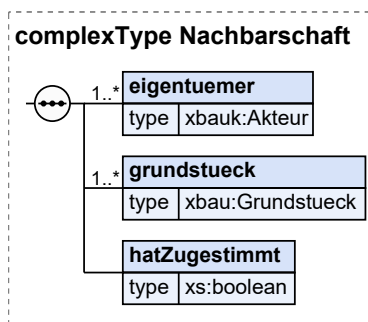 complexType Nachbarschaft
1..* eigentuemer
type xbauk:Akteur
1..* grundstueck
type xbau:Grundstueck
hatZugestimmt
type xs:boolean